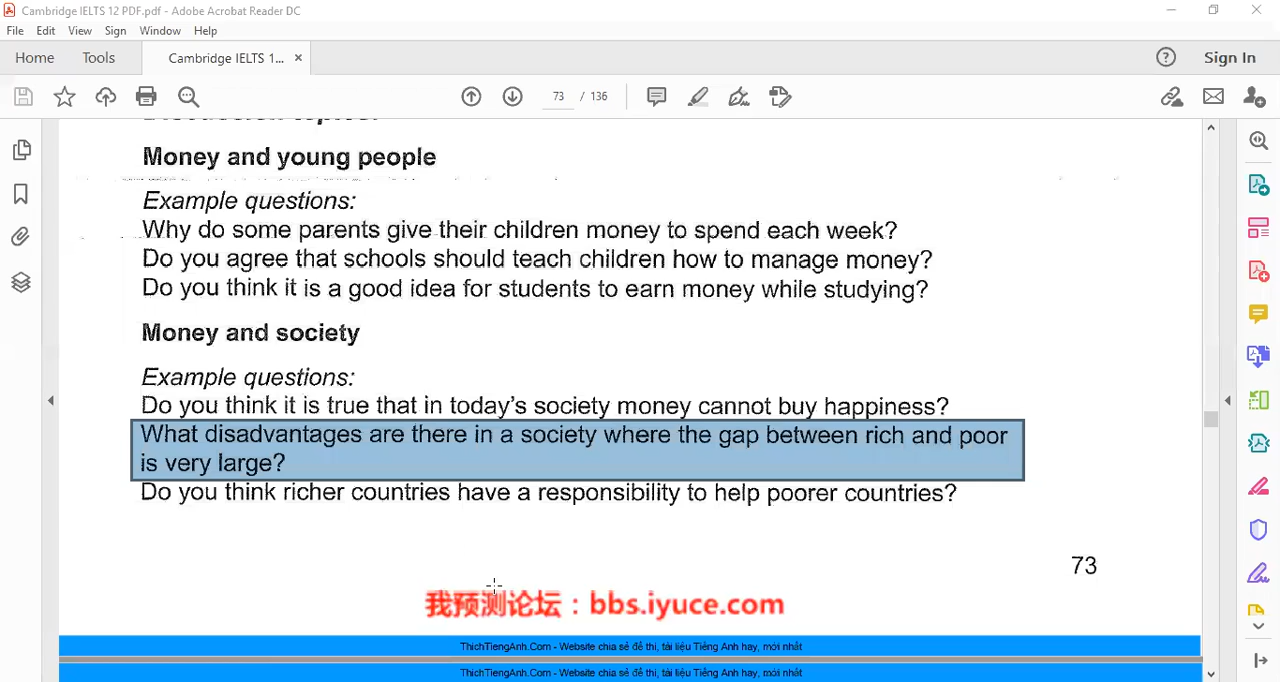 Cambridge IELTS 12 PDF.pdf - Adobe Acrobat Reader DC
File Edit View Sign Window Help
Home Tools Cambridge IELTS 1... × Sign In
73 / 136
Money and young people
Example questions:
Why do some parents give their children money to spend each week?
Do you agree that schools should teach children how to manage money?
Do you think it is a good idea for students to earn money while studying?
Money and society
Example questions:
Do you think it is true that in today's society money cannot buy happiness?
What disadvantages are there in a society where the gap between rich and poor
is very large?
Do you think richer countries have a responsibility to help poorer countries?
73
我预测论坛：bbs.iyuce.com
ThichTiengAnh.Com - Website chia sẻ đề thi, tài liệu Tiếng Anh hay, mới nhất
ThichTiengAnh.Com - Website chia sẻ đề thi, tài liệu Tiếng Anh hay, mới nhất